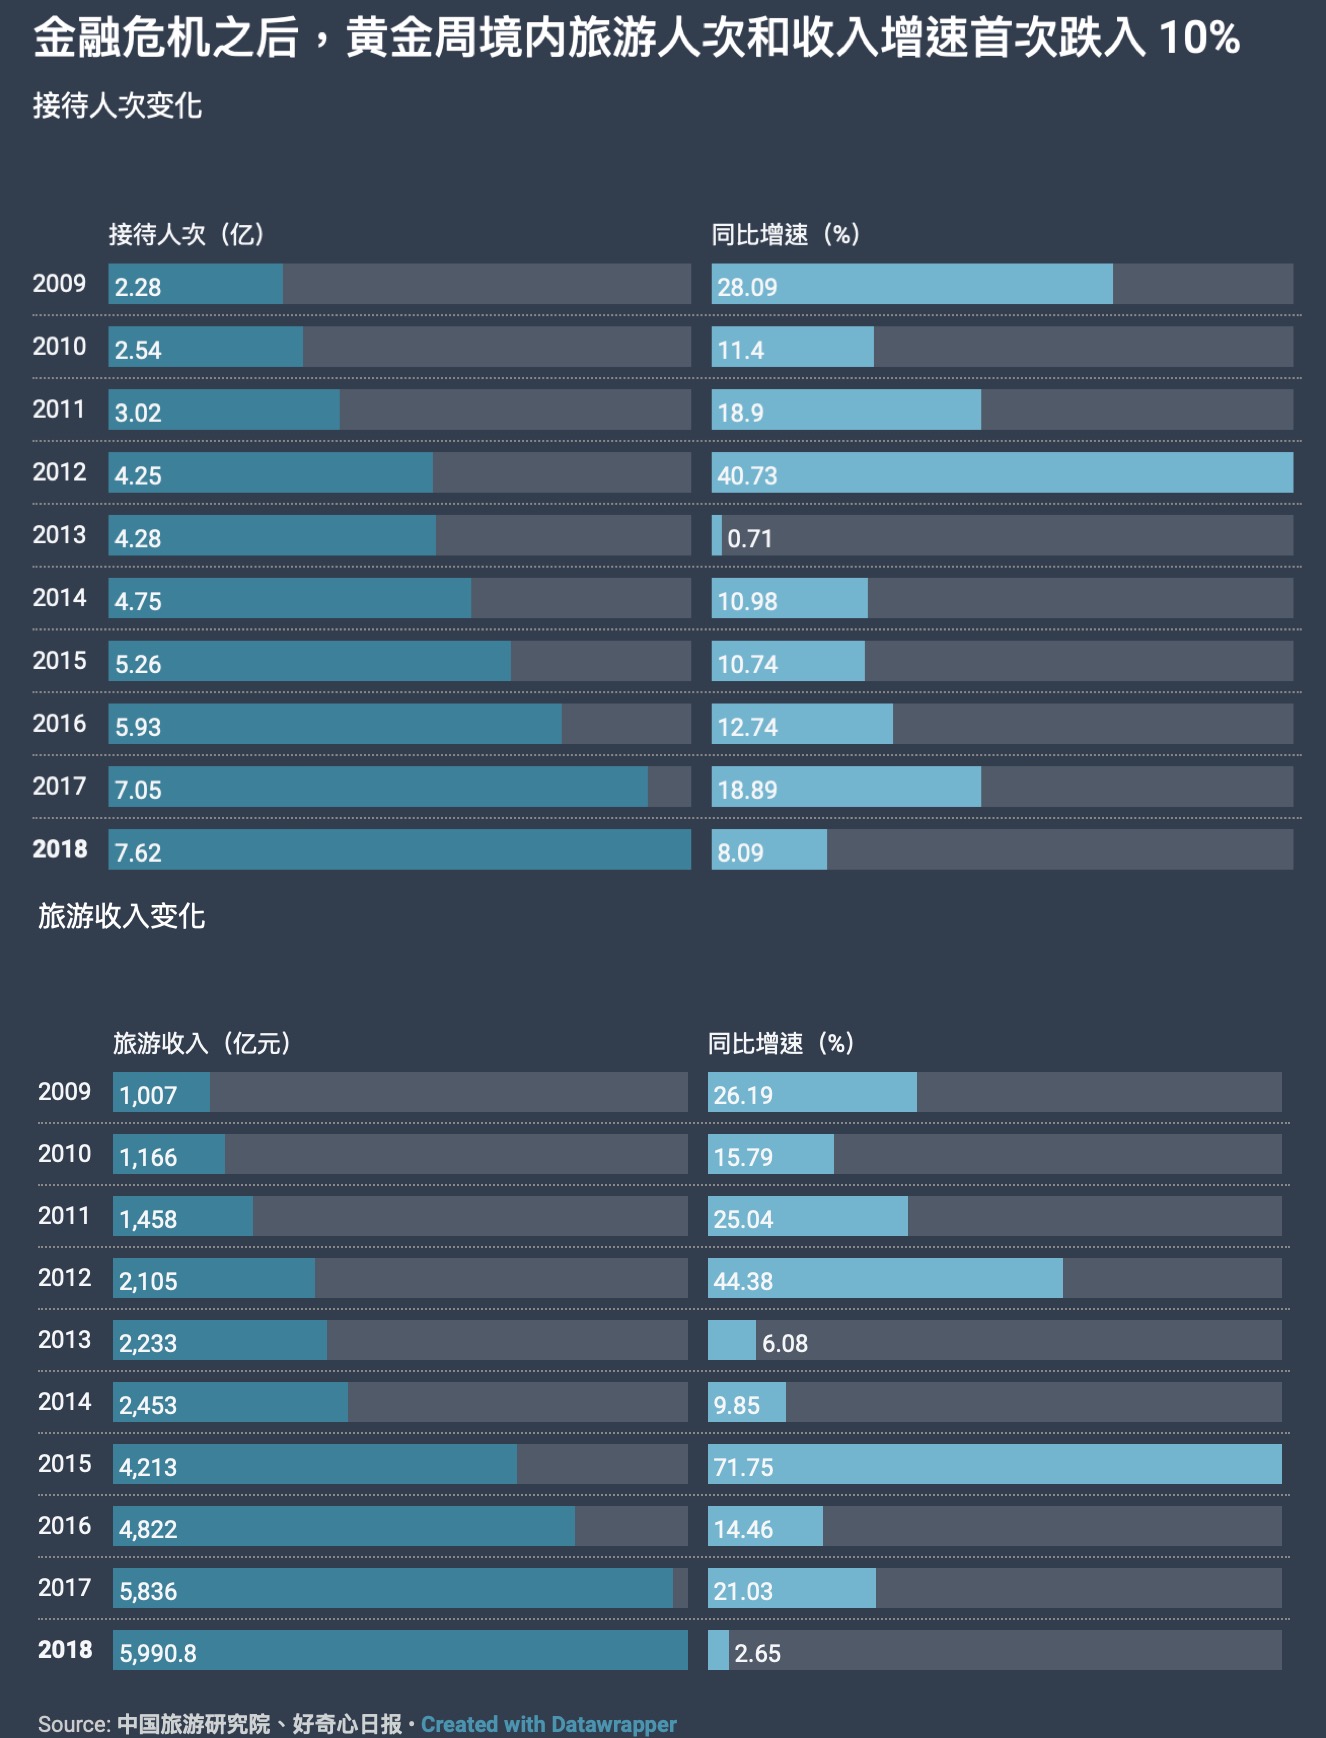 金融危机之后，黄金周境内旅游人次和收入增速首次跌入 10%
接待人次变化
接待人次（亿） 同比增速（%）
2009 2.28 28.09
2010 2.54 11.4
2011 3.02 18.9
2012 4.25 40.73
2013 4.28 0.71
2014 4.75 10.98
2015 5.26 10.74
2016 5.93 12.74
2017 7.05 18.89
2018 7.62 8.09
旅游收入变化
旅游收入（亿元） 同比增速（%）
2009 1,007 26.19
2010 1,166 15.79
2011 1,458 25.04
2012 2,105 44.38
2013 2,233 6.08
2014 2,453 9.85
2015 4,213 71.75
2016 4,822 14.46
2017 5,836 21.03
2018 5,990.8 2.65
Source: 中国旅游研究院、好奇心日报 • Created with Datawrapper